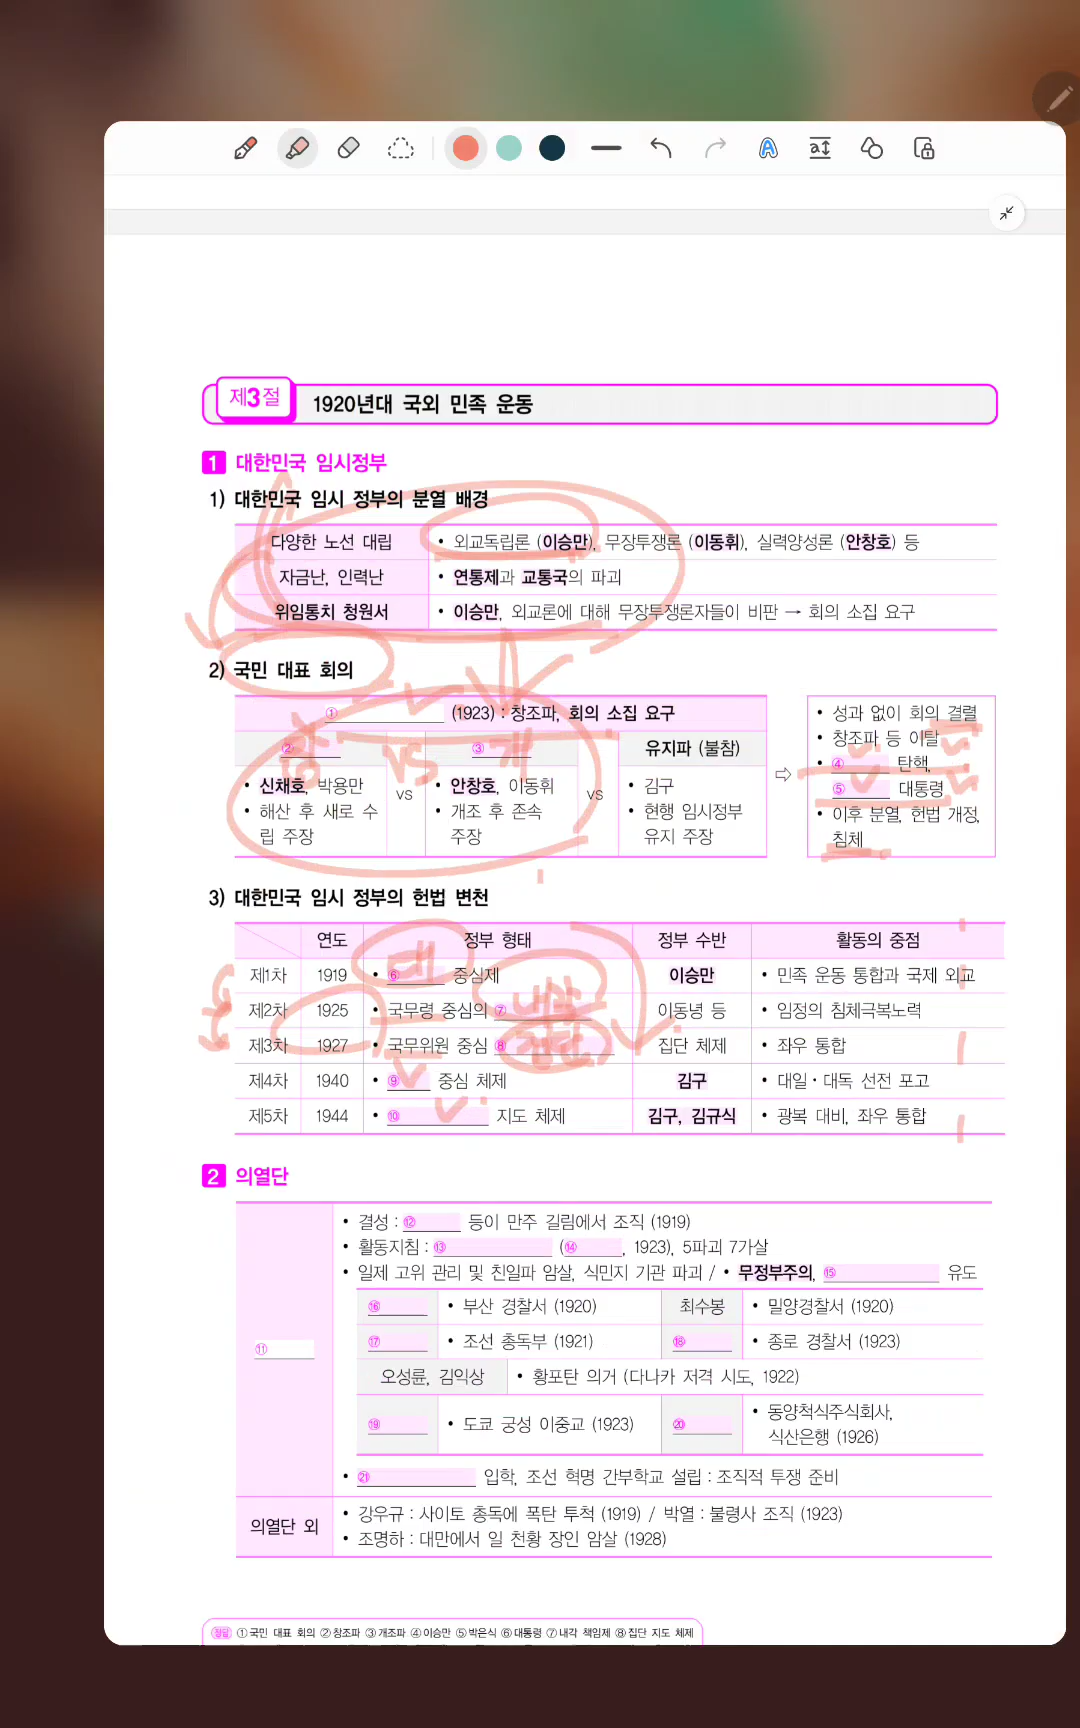 제3절 1920년대 국외 민족 운동
1 대한민국 임시정부
1) 대한민국 임시 정부의 분열 배경
다양한 노선 대립 • 외교독립론 (이승만), 무장투쟁론 (이동휘), 실력양성론 (안창호) 등
자금난, 인력난 • 연통제과 교통국의 파괴
위임통치 청원서 • 이승만, 외교론에 대해 무장투쟁론자들이 비판 → 회의 소집 요구
2) 국민 대표 회의
① (1923) : 창조파, 회의 소집 요구
② ③ 유지파 (불참)
창 VS 개
• 신채호, 박용만
• 해산 후 새로 수
립 주장
vs
• 안창호, 이동휘
• 개조 후 존속
주장
vs
• 김구
• 현행 임시정부
유지 주장
⇨
• 성과 없이 회의 결렬
• 창조파 등 이탈
• ④ 탄핵,
⑤ 대통령
• 이후 분열, 헌법 개정,
침체
3) 대한민국 임시 정부의 헌법 변천
연도 정부 형태 정부 수반 활동의 중점
제1차 1919 • ⑥ 대 중심제 이승만 • 민족 운동 통합과 국제 외교
제2차 1925 국무령 중심의 ⑦ 이동녕 등 • 임정의 침체극복노력
제3차 1927 • 국무위원 중심 ⑧ 집단 체제 • 좌우 통합
제4차 1940 • ⑨ 중심 체제 김구 • 대일·대독 선전 포고
제5차 1944 • ⑩ 지도 체제 김구, 김규식 • 광복 대비, 좌우 통합
2 의열단
⑪
• 결성 : ⑫ 등이 만주 길림에서 조직 (1919)
• 활동지침 : ⑬ (⑭ , 1923), 5파괴 7가살
• 일제 고위 관리 및 친일파 암살, 식민지 기관 파괴 / • 무정부주의, ⑮ 유도
⑯ • 부산 경찰서 (1920) 최수봉 • 밀양경찰서 (1920)
⑰ • 조선 총독부 (1921) ⑱ • 종로 경찰서 (1923)
오성륜, 김익상 • 황포탄 의거 (다나카 저격 시도, 1922)
⑲ • 도쿄 궁성 이중교 (1923) ⑳ • 동양척식주식회사,
식산은행 (1926)
• ㉑ 입학, 조선 혁명 간부학교 설립 : 조직적 투쟁 준비
의열단 외
• 강우규 : 사이토 총독에 폭탄 투척 (1919) / 박열 : 불령사 조직 (1923)
• 조명하 : 대만에서 일 천황 장인 암살 (1928)
정답 ①국민 대표 회의 ②창조파 ③개조파 ④이승만 ⑤박은식 ⑥대통령 ⑦내각 책임제 ⑧집단 지도 체제